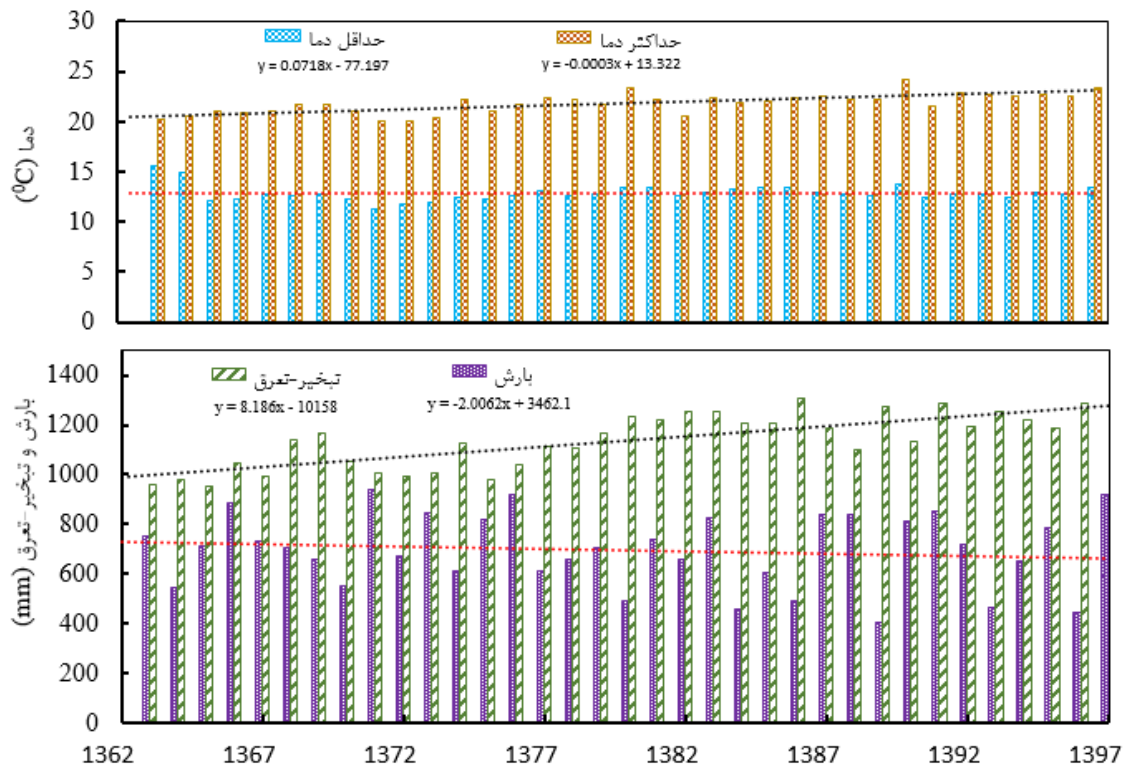 30
25
20
15
10
5
0
دما (⁰C)
حداقل دما
حداکثر دما
y = 0.0718x - 77.197
y = -0.0003x + 13.322
1400
1200
1000
800
600
400
200
0
بارش و تبخیر-تعرق (mm)
تبخیر-تعرق
بارش
y = 8.186x - 10158
y = -2.0062x + 3462.1
1362 1367 1372 1377 1382 1387 1392 1397